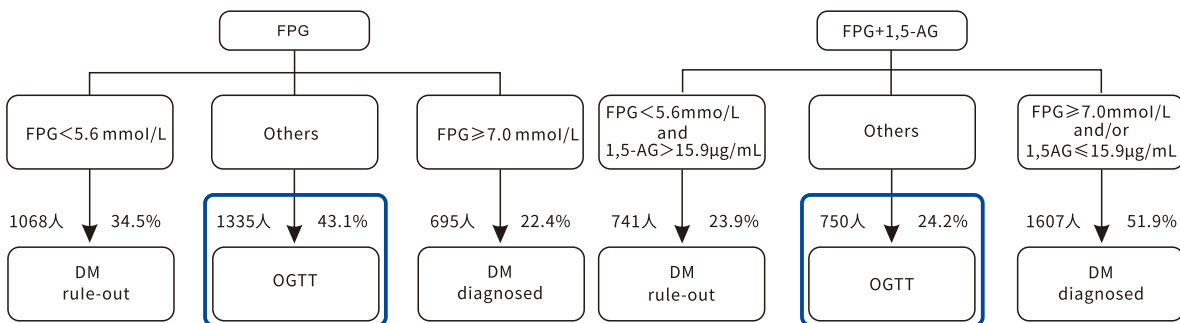 FPG
FPG<5.6 mmol/L
Others
FPG≥7.0 mmol/L
1068人 34.5%
1335人 43.1%
695人 22.4%
DM
rule-out
OGTT
DM
diagnosed
FPG+1,5-AG
FPG<5.6mmo/L
and
1,5-AG>15.9μg/mL
Others
FPG≥7.0mmol/L
and/or
1,5AG≤15.9μg/mL
741人 23.9%
750人 24.2%
1607人 51.9%
DM
rule-out
OGTT
DM
diagnosed